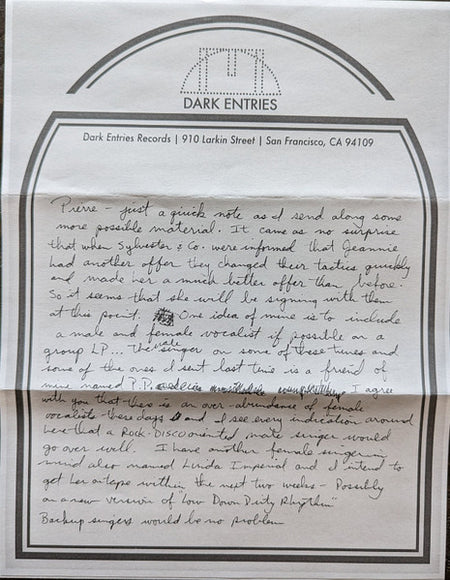 DARK ENTRIES
Dark Entries Records | 910 Larkin Street | San Francisco, CA 94109
Pierre - just a quick note as I send along some
more possible material. It came as no surprise
that when Sylvester & Co. were informed that Jeannie
had another offer they changed their tactics quickly
and made her a much better offer than before.
So it seems that she will be signing with them
at this point. One idea of mine is to include
a male and female vocalist if possible on a
group LP... The male singer on some of these tunes and
some of the ones I sent last time is a freid of
mine named P.P. I agree
with you that there is an over-abundance of female
vocalists these days and I see every indication around
here that a Rock-Disco oriented male singer would
go over well. I have another female singer in
mind also named Linda Imperial and I intend to
get her on tape within the next two weeks - Possibly
on a new version of "Low Down Dirty Rhythm"
Backup singers would be no problem